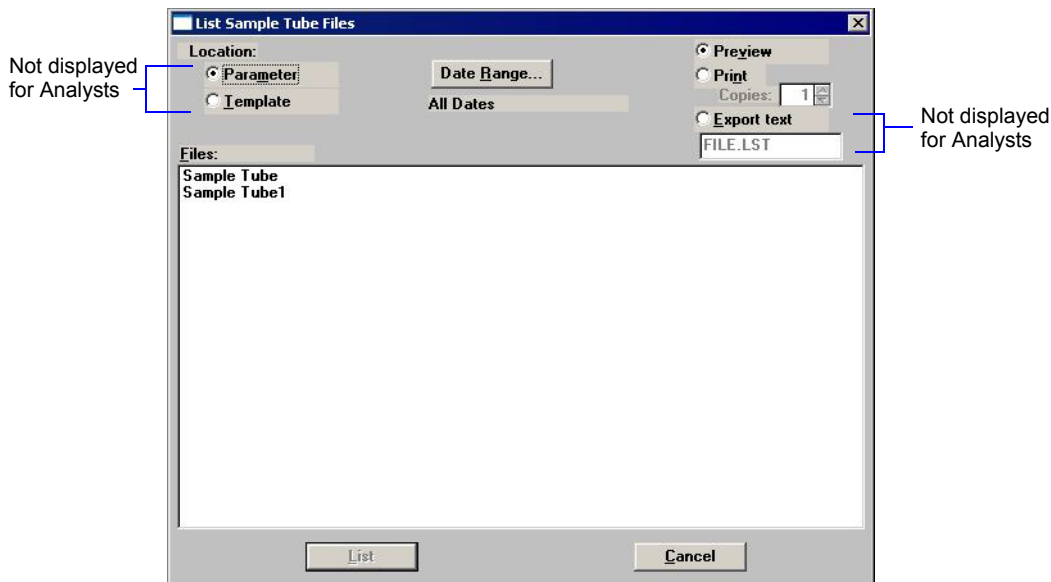 List Sample Tube Files
Not displayed
for Analysts
Location:
Parameter
Template
Date Range...
All Dates
Preview
Print
Copies: 1
Export text
FILE.LST
Not displayed
for Analysts
Files:
Sample Tube
Sample Tube1
List
Cancel